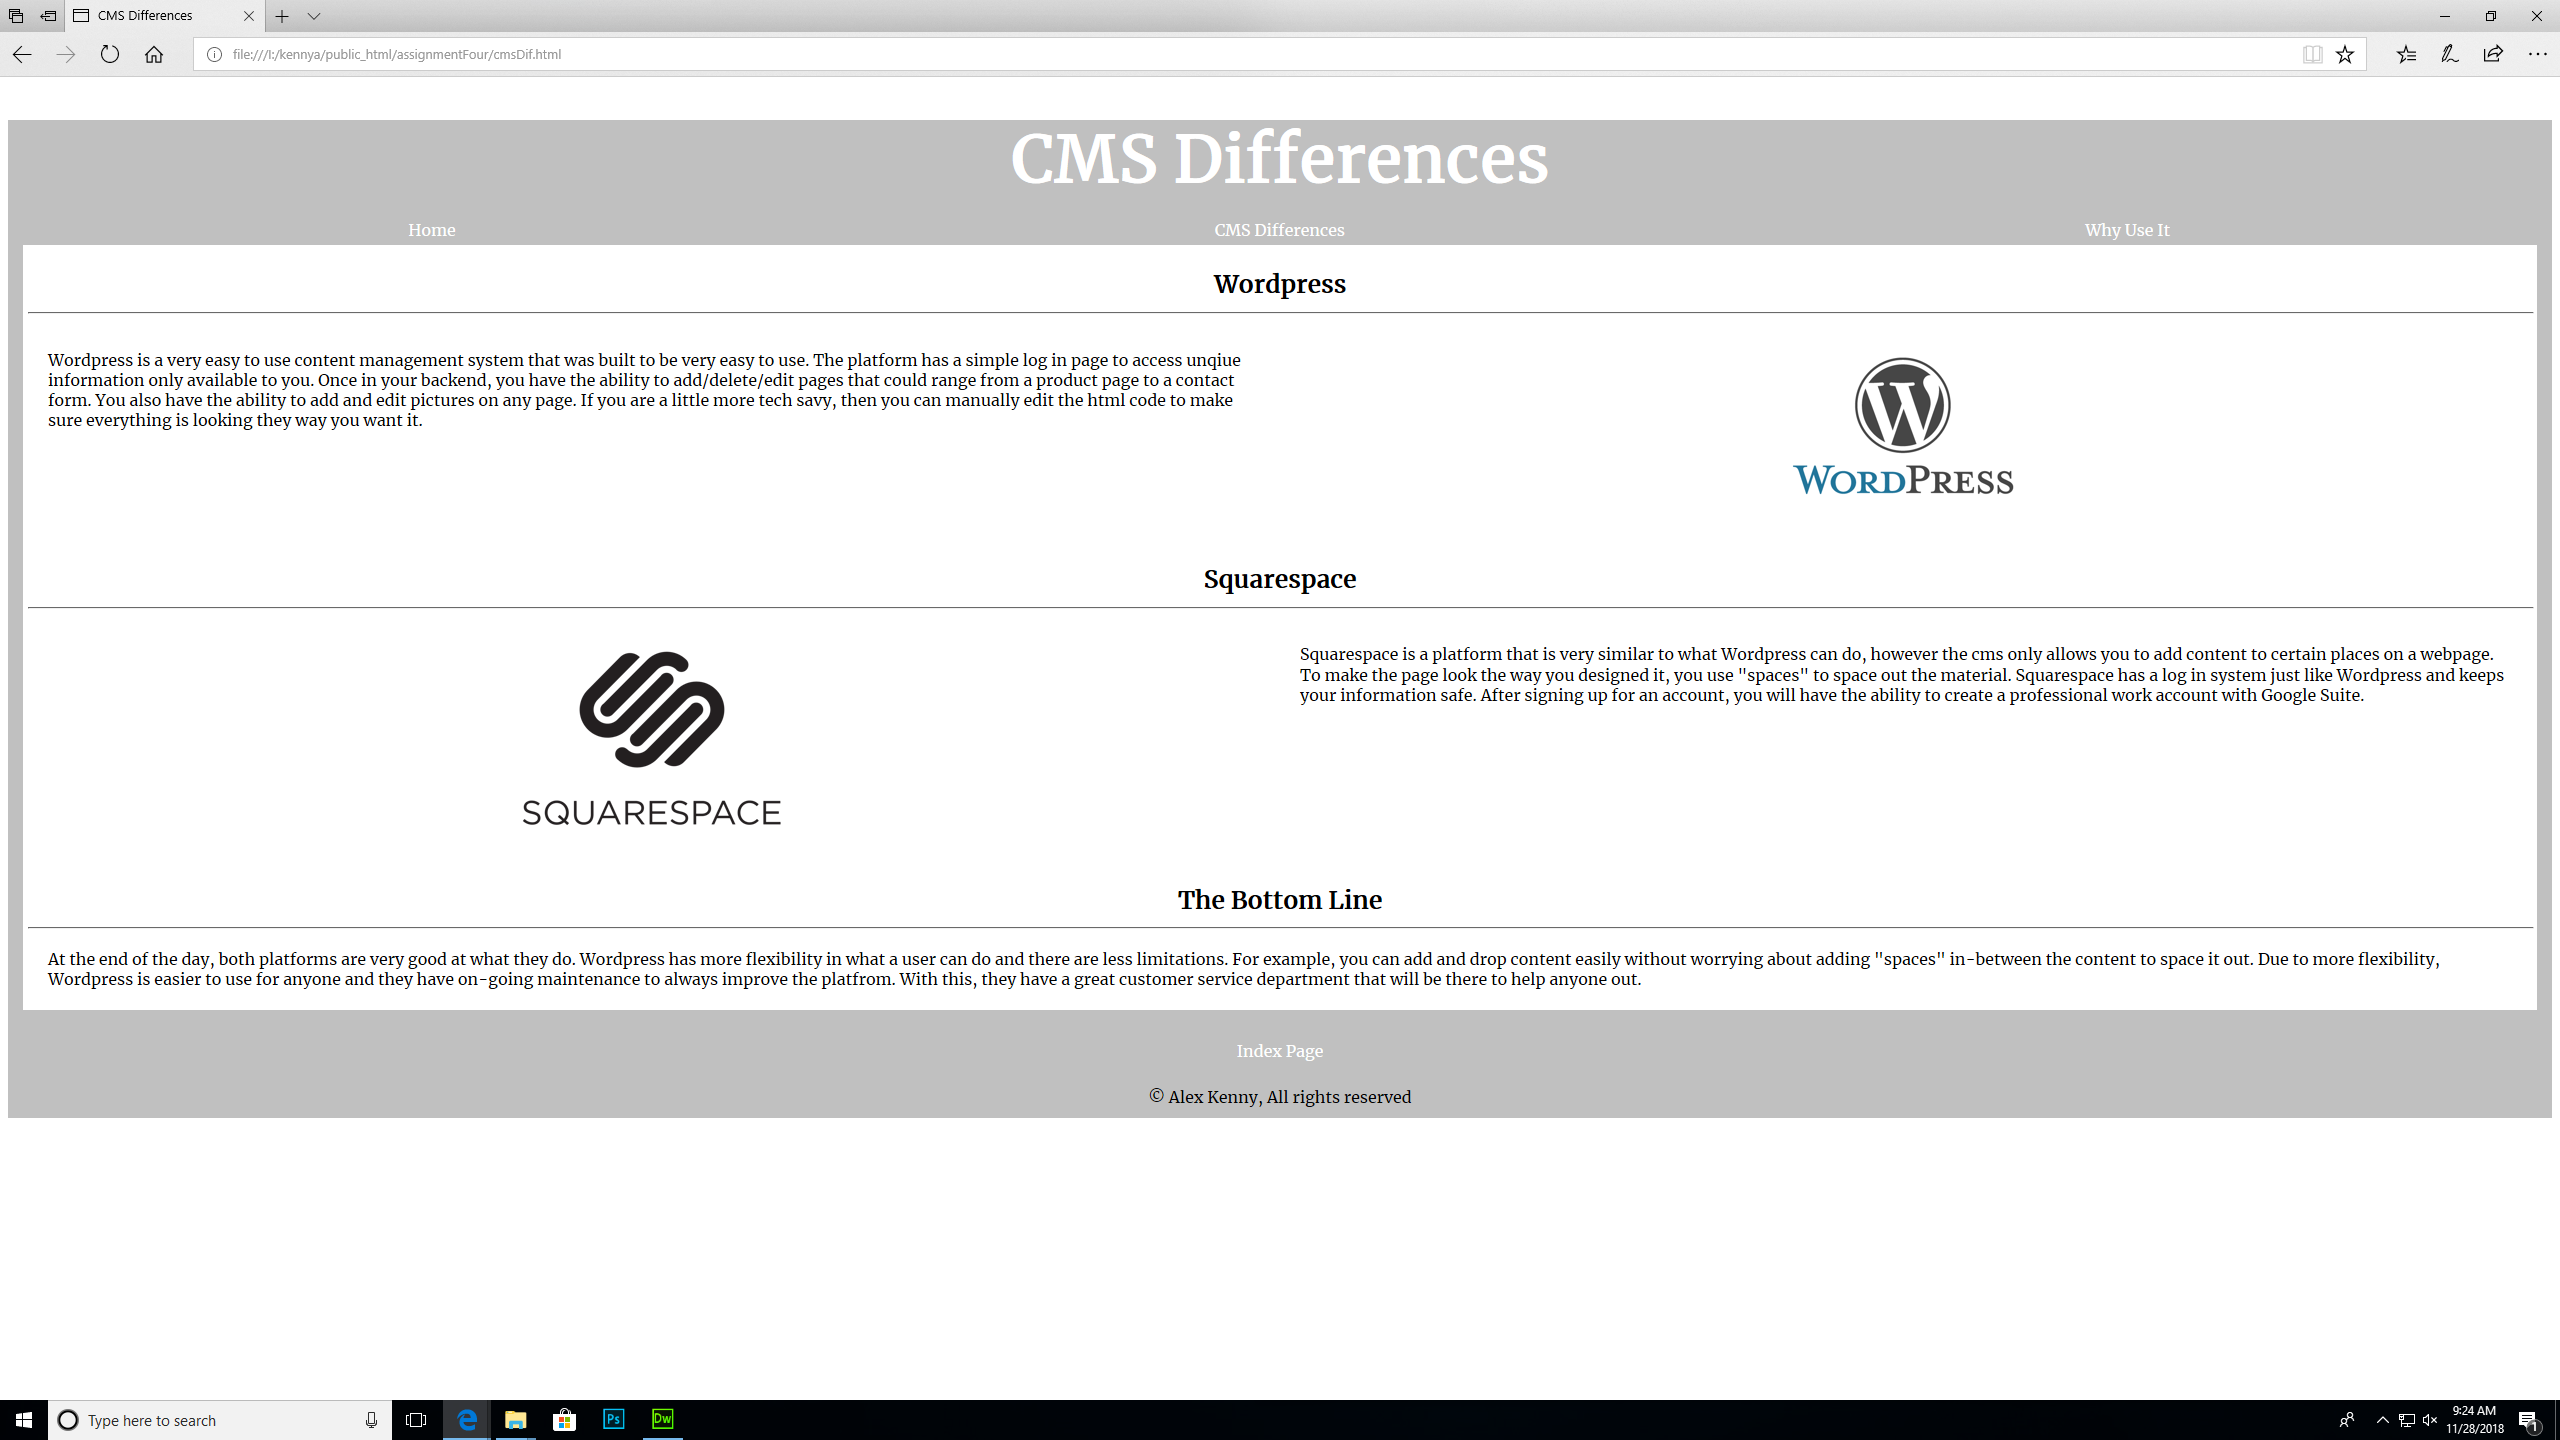 CMS Differences
file:///I:/kennya/public_html/assignmentFour/cmsDif.html
CMS Differences
Home
CMS Differences
Why Use It
Wordpress
Wordpress is a very easy to use content management system that was built to be very easy to use. The platform has a simple log in page to access unqiue
information only available to you. Once in your backend, you have the ability to add/delete/edit pages that could range from a product page to a contact
form. You also have the ability to add and edit pictures on any page. If you are a little more tech savy, then you can manually edit the html code to make
sure everything is looking they way you want it.
WORDPRESS
Squarespace
SQUARESPACE
Squarespace is a platform that is very similar to what Wordpress can do, however the cms only allows you to add content to certain places on a webpage.
To make the page look the way you designed it, you use "spaces" to space out the material. Squarespace has a log in system just like Wordpress and keeps
your information safe. After signing up for an account, you will have the ability to create a professional work account with Google Suite.
The Bottom Line
At the end of the day, both platforms are very good at what they do. Wordpress has more flexibility in what a user can do and there are less limitations. For example, you can add and drop content easily without worrying about adding "spaces" in-between the content to space it out. Due to more flexibility,
Wordpress is easier to use for anyone and they have on-going maintenance to always improve the platfrom. With this, they have a great customer service department that will be there to help anyone out.
Index Page
© Alex Kenny, All rights reserved
Type here to search
Ps
Dw
9:24 AM
11/28/2018
1